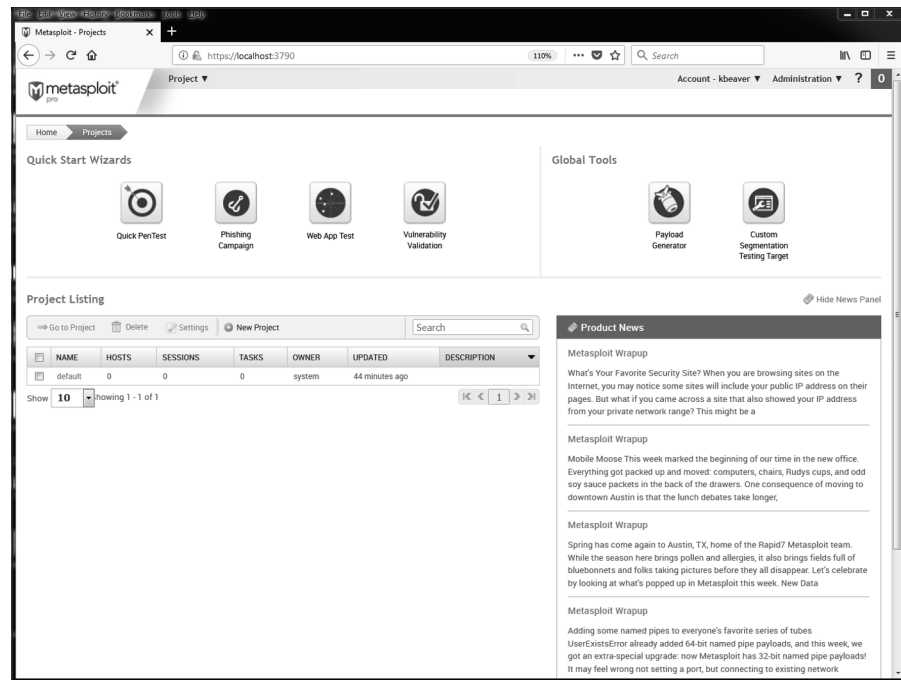 File Edit View History Bookmarks Tools Help
Metasploit - Projects
https://localhost:3790
110%
Search
metasploit®
pro
Project ▼
Account - kbeaver ▼
Administration ▼
?
0
Home
Projects
Quick Start Wizards
Quick PenTest
Phishing
Campaign
Web App Test
Vulnerability
Validation
Global Tools
Payload
Generator
Custom
Segmentation
Testing Target
Project Listing
Hide News Panel
Go to Project
Delete
Settings
New Project
Search
NAME HOSTS SESSIONS TASKS OWNER UPDATED DESCRIPTION
default 0 0 0 system 44 minutes ago
Show 10 Showing 1 - 1 of 1
1
Product News
Metasploit Wrapup
What's Your Favorite Security Site? When you are browsing sites on the
Internet, you may notice some sites will include your public IP address on their
pages. But what if you came across a site that also showed your IP address
from your private network range? This might be a
Metasploit Wrapup
Mobile Moose This week marked the beginning of our time in the new office.
Everything got packed up and moved: computers, chairs, Rudys cups, and odd
soy sauce packets in the back of the drawers. One consequence of moving to
downtown Austin is that the lunch debates take longer,
Metasploit Wrapup
Spring has come again to Austin, TX, home of the Rapid7 Metasploit team.
While the season here brings pollen and allergies, it also brings fields full of
bluebonnets and folks taking pictures before they all disappear. Let's celebrate
by looking at what's popped up in Metasploit this week. New Data
Metasploit Wrapup
Adding some named pipes to everyone's favorite series of tubes
UserExistsError already added 64-bit named pipe payloads, and this week, we
got an extra-special upgrade: now Metasploit has 32-bit named pipe payloads!
It may feel wrong not setting a port, but connecting to existing network